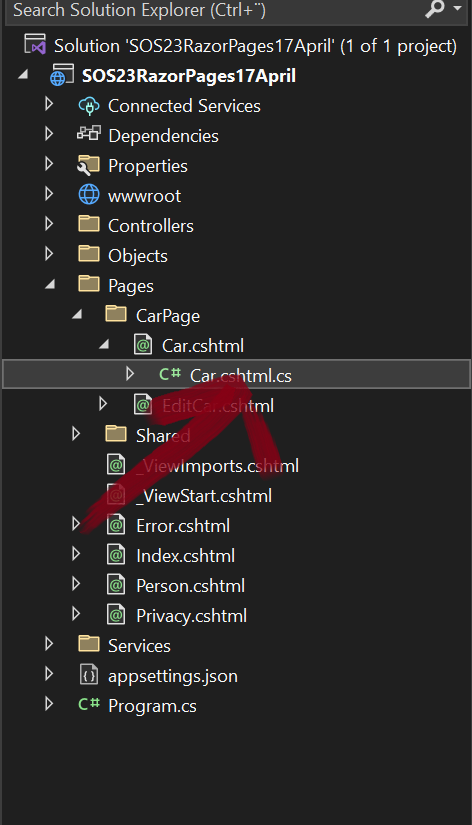 Search Solution Explorer (Ctrl+¨)
Solution 'SOS23RazorPages17April' (1 of 1 project)
SOS23RazorPages17April
Connected Services
Dependencies
Properties
wwwroot
Controllers
Objects
Pages
CarPage
Car.cshtml
C# Car.cshtml.cs
EditCar.cshtml
Shared
_ViewImports.cshtml
_ViewStart.cshtml
Error.cshtml
Index.cshtml
Person.cshtml
Privacy.cshtml
Services
appsettings.json
C# Program.cs